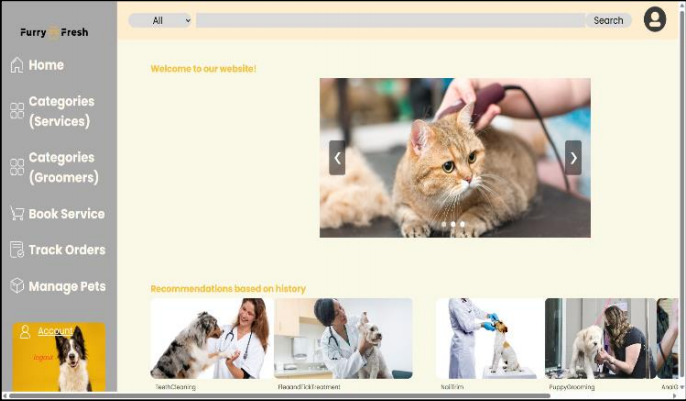 Furry Fresh
All
Search
Home
Categories
(Services)
Categories
(Groomers)
Book Service
Track Orders
Manage Pets
Account
logout
Welcome to our website!
Recommendations based on history
TeethCleaning
FleaandTickTreatment
NailTrim
PuppyGrooming